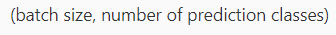 (batch size, number of prediction classes)